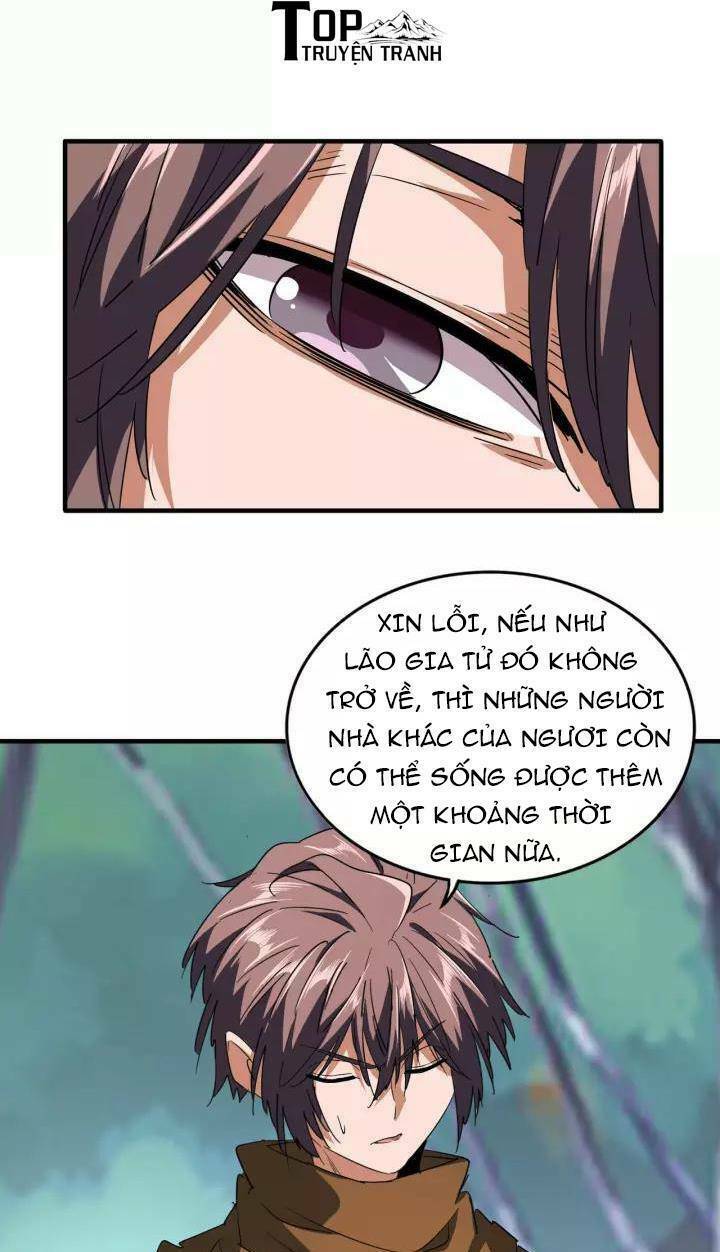 TOP
TRUYỆN TRANH
XIN LỖI, NẾU NHƯ
LÃO GIA TỬ ĐÓ KHÔNG
TRỞ VỀ, THÌ NHỮNG NGƯỜI
NHÀ KHÁC CỦA NGƯƠI CÒN
CÓ THỂ SỐNG ĐƯỢC THÊM
MỘT KHOẢNG THỜI
GIAN NỮA.